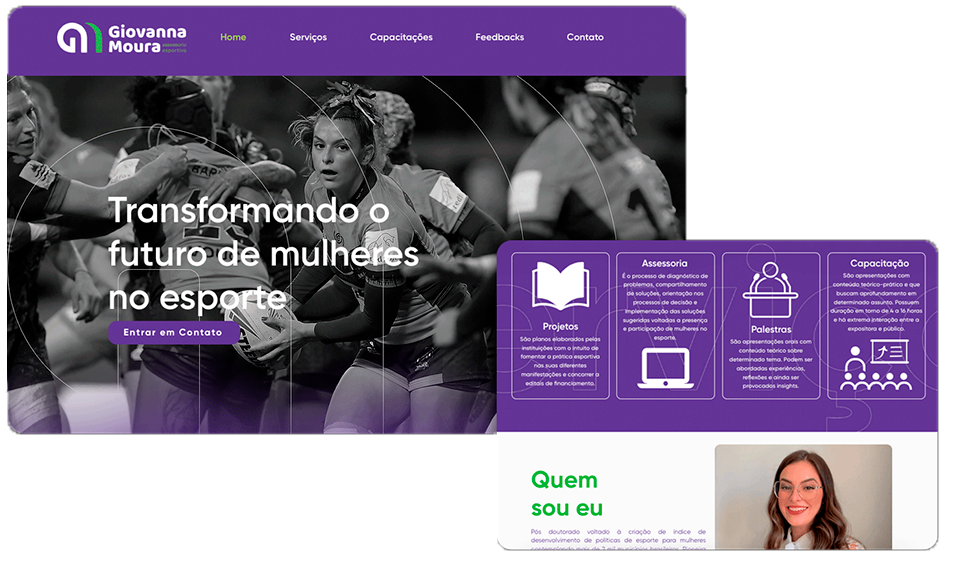 Giovanna
Moura
esportiva
Home
Serviços
Capacitações
Feedbacks
Contato
Transformando o
futuro de mulheres
no esporte
Entrar em Contato
Projetos
São planos elaborados pelas
instituições com o intuito de
fomentar a prática esportiva
nas suas diferentes
manifestações e concorrer a
editais de financiamento.
Assessoria
É o processo de diagnóstico de
problemas, compartilhamento
de soluções, orientação nos
processos de decisão e
implementação das soluções
sugeridas voltadas a presença
e participação de mulheres no
esporte.
Palestras
São apresentações orais com
conteúdo teórico sobre
determinado tema. Podem ser
abordadas experiências,
reflexões e ainda ser
provocados insights.
Capacitação
São apresentações com
conteúdo teórico-prático e que
buscam aprofundamento em
determinado assunto. Possuem
duração em torno de 4 a 16 horas
e há extrema interação entre a
expositora e público.
Quem
sou eu
Pós doutorado voltado a criação de índice de
desenvolvimento de políticas de esporte para mulheres